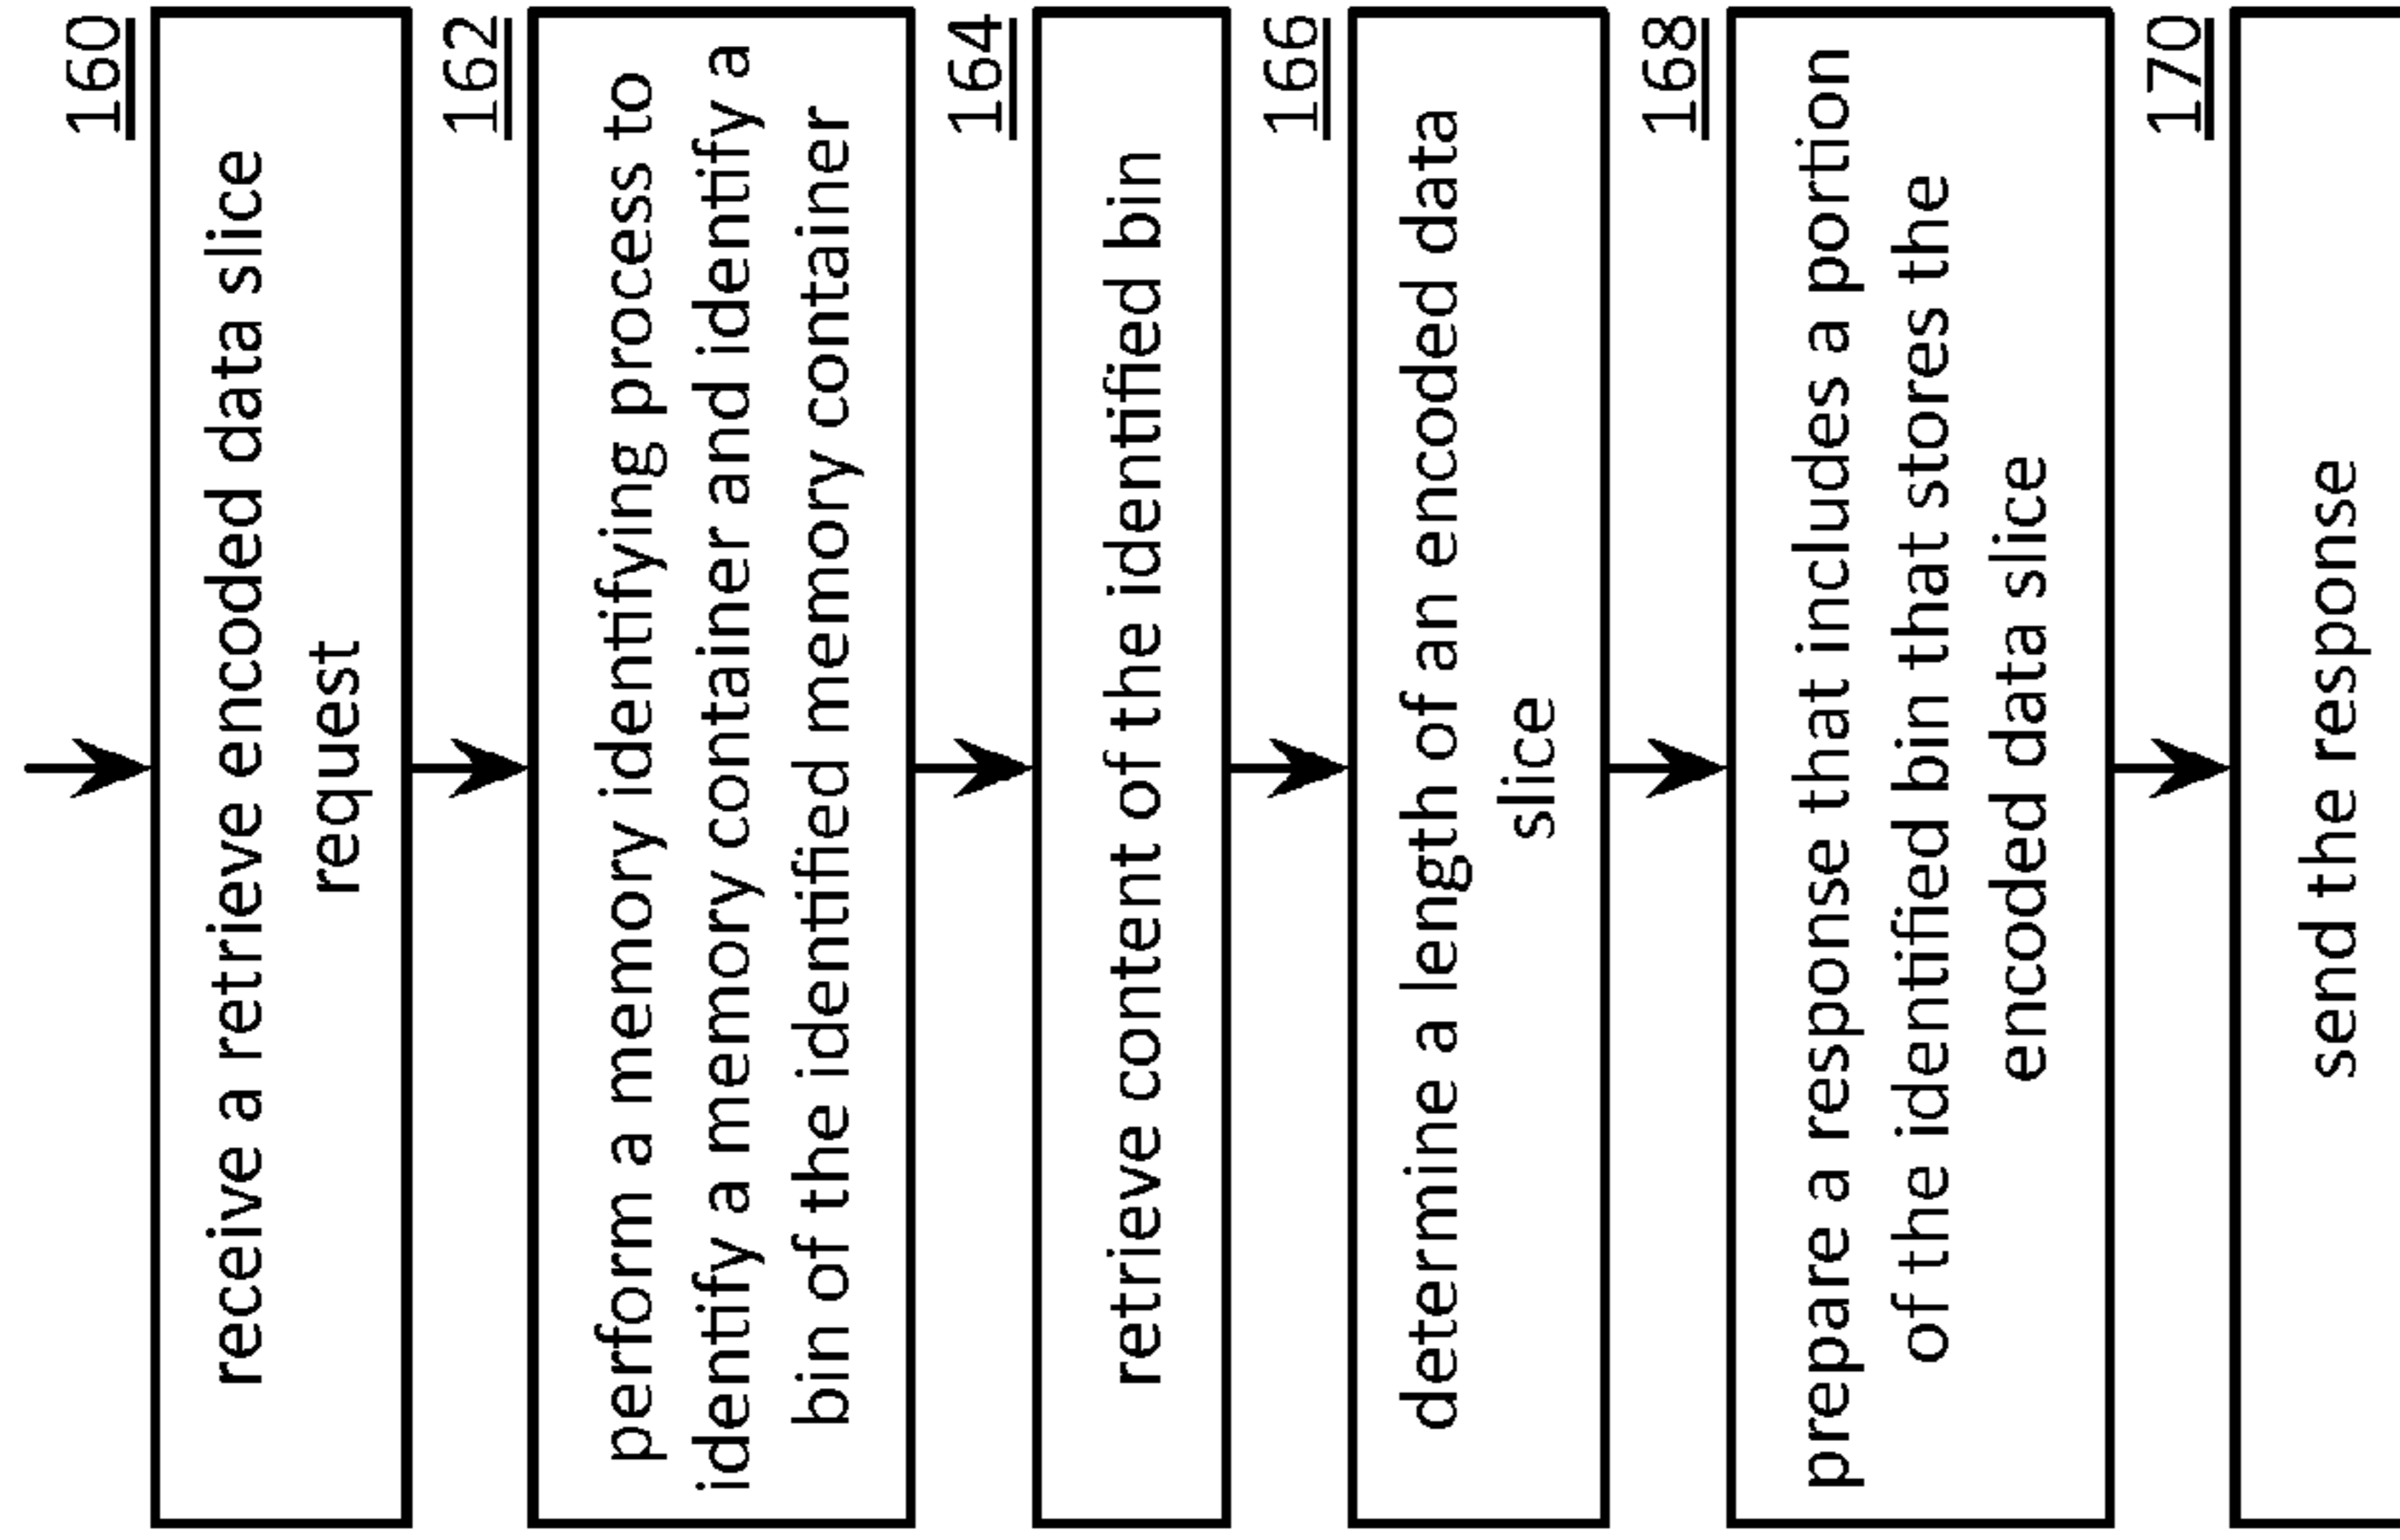 160
receive a retrieve encoded data slice
request
162
perform a memory identifying process to
identify a memory container and identify a
bin of the identified memory container
164
retrieve content of the identified bin
166
determine a length of an encoded data
slice
168
prepare a response that includes a portion
of the identified bin that stores the
encoded data slice
170
send the response